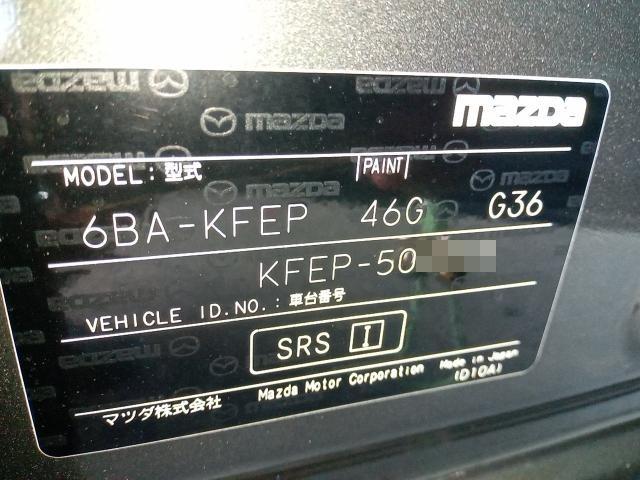 mazda
MODEL: 型式 PAINT
6BA-KFEP 46G G36
KFEP-50
VEHICLE ID.NO.: 車台番号
SRS I
マツダ株式会社 Mazda Motor Corporation Made in Japan
(D10A)